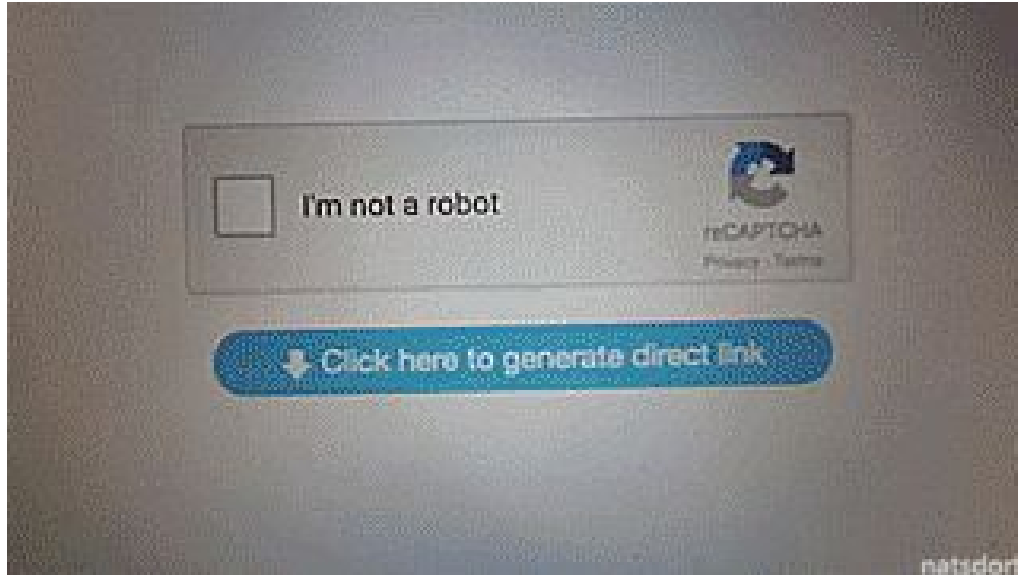 I'm not a robot
reCAPTCHA
Privacy - Terms
Click here to generate direct link
natsdorf